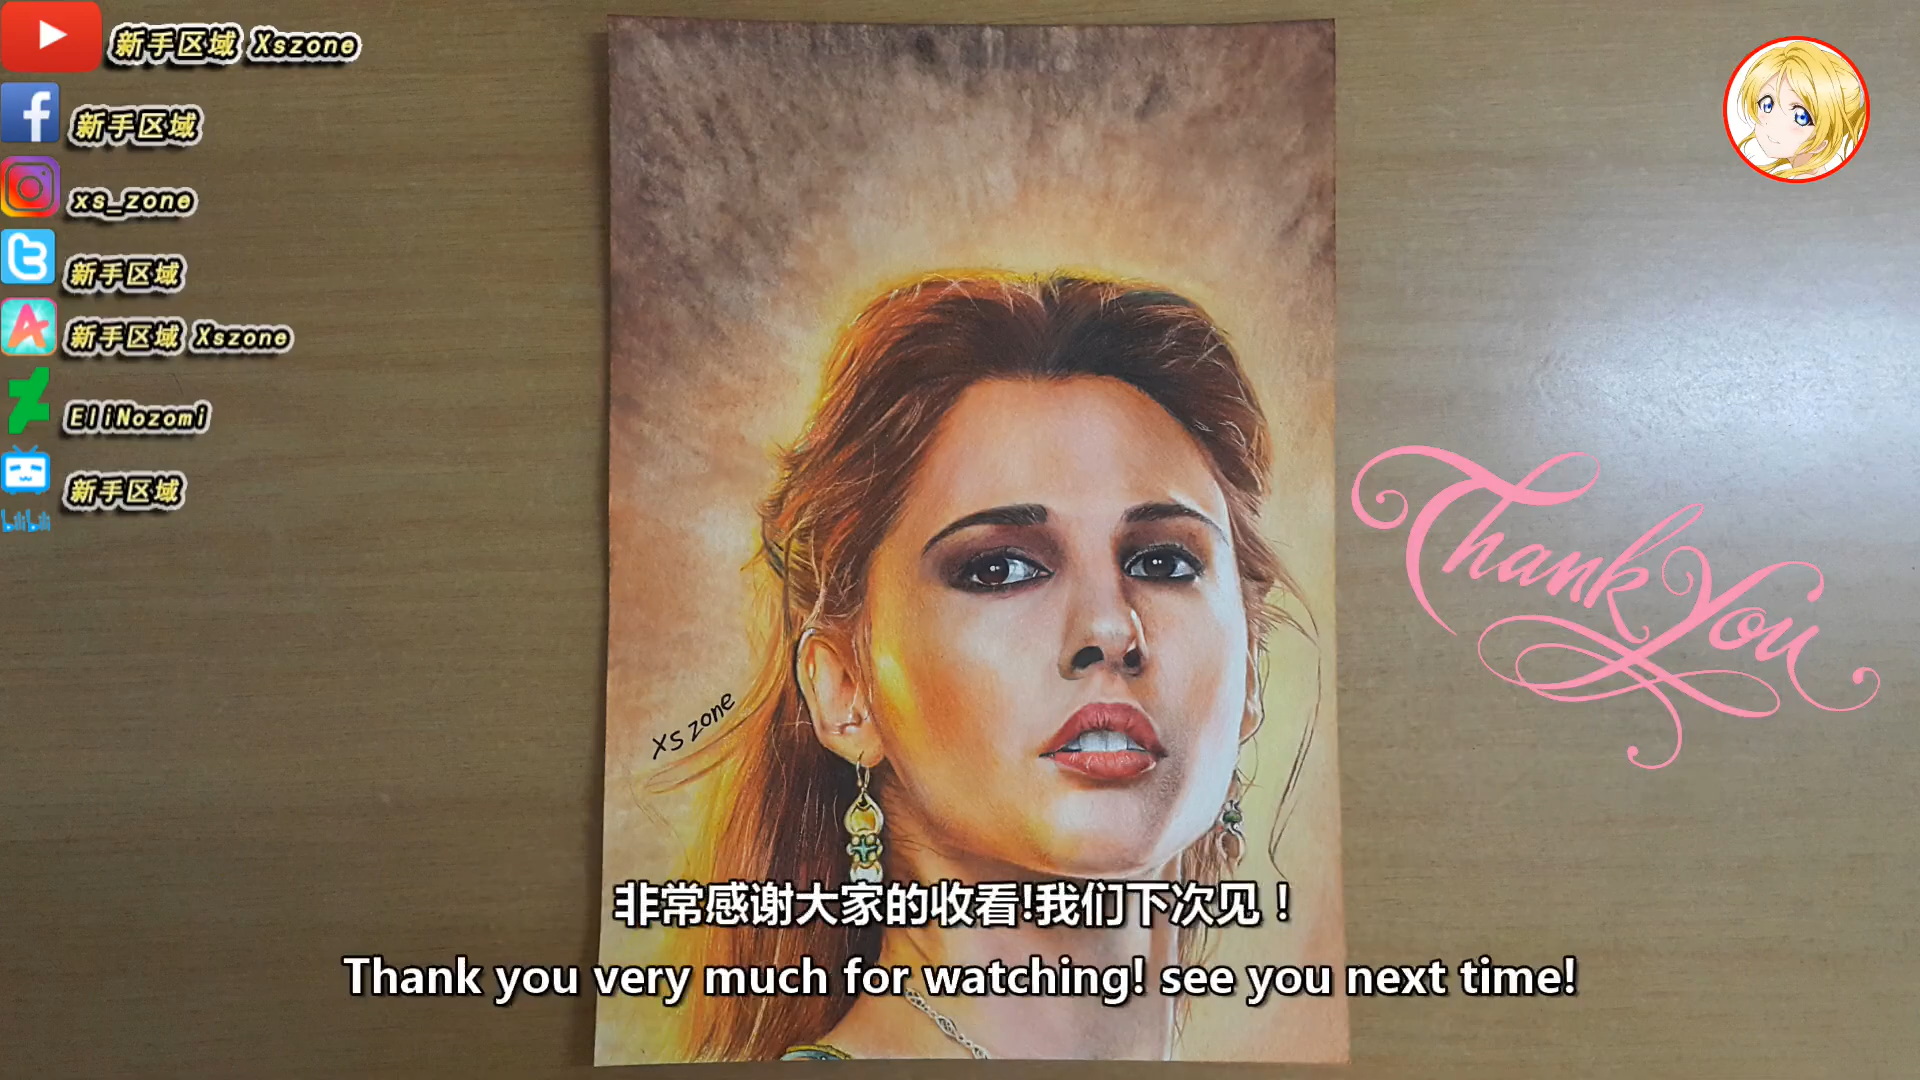 新手区域 Xszone
新手区域
xs_zone
新手区域
新手区域 Xszone
EliNozomi
新手区域
bilibili
Thank You
xs zone
非常感谢大家的收看!我们下次见！
Thank you very much for watching! see you next time!